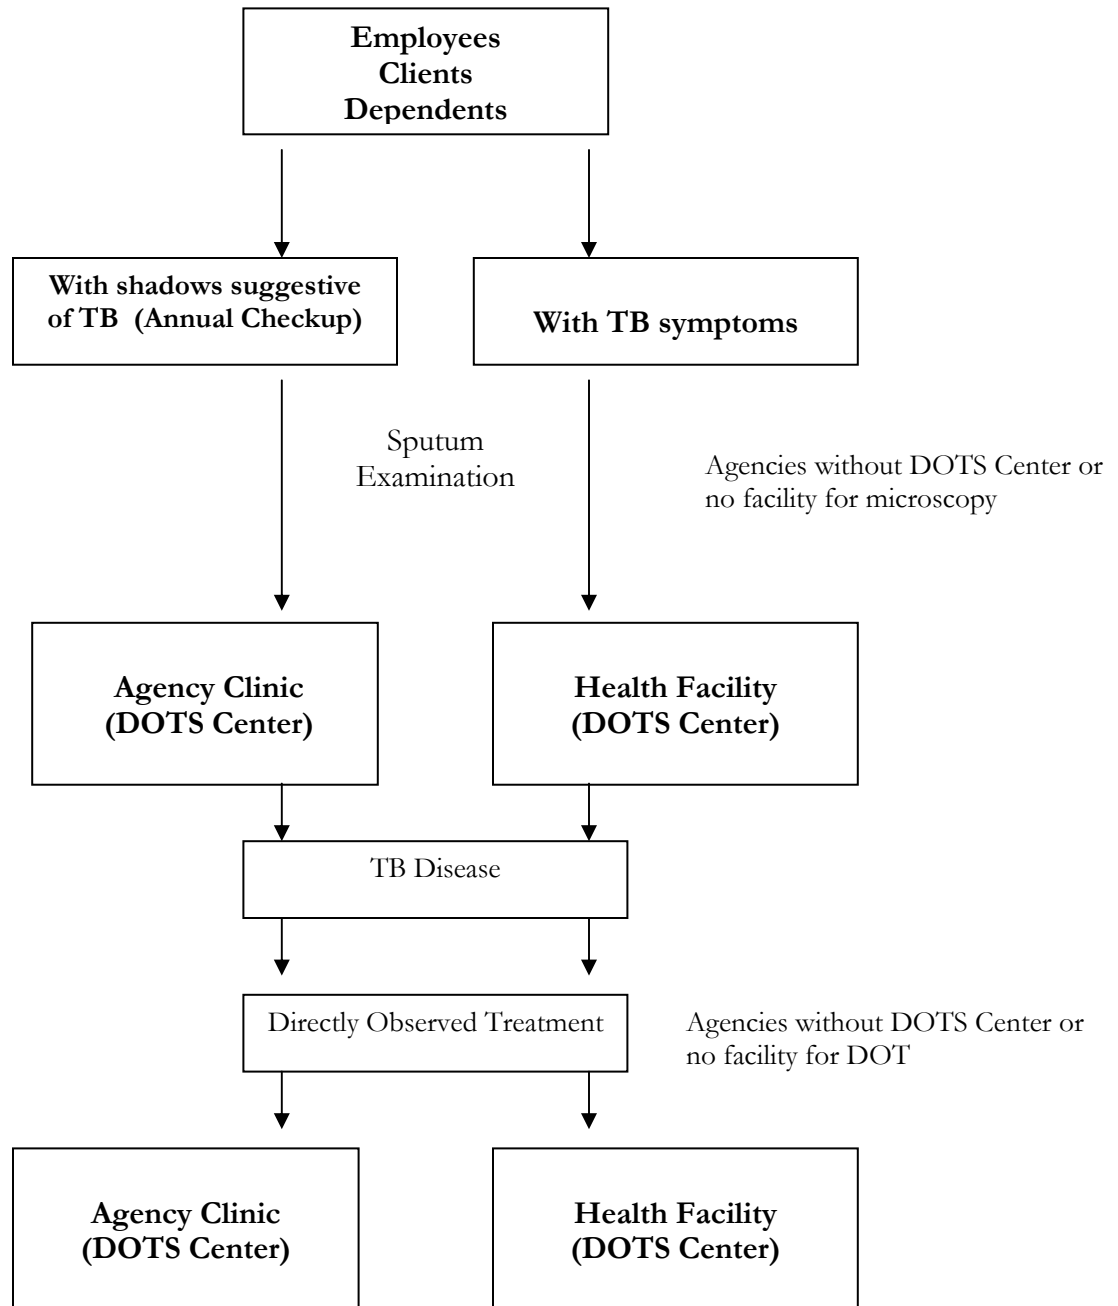 Employees
Clients
Dependents
With shadows suggestive
of TB (Annual Checkup)
With TB symptoms
Sputum
Examination
Agencies without DOTS Center or
no facility for microscopy
Agency Clinic
(DOTS Center)
Health Facility
(DOTS Center)
TB Disease
Directly Observed Treatment
Agencies without DOTS Center or
no facility for DOT
Agency Clinic
(DOTS Center)
Health Facility
(DOTS Center)